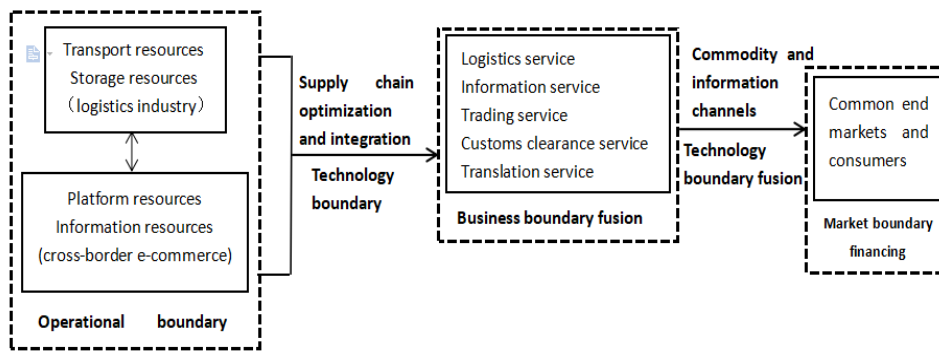 Transport resources
Storage resources
（logistics industry）
Platform resources
Information resources
(cross-border e-commerce)
Operational boundary
Supply chain
optimization
and integration
Technology
boundary
Logistics service
Information service
Trading service
Customs clearance service
Translation service
Business boundary fusion
Commodity and
information
channels
Technology
boundary fusion
Common end
markets and
consumers
Market boundary
financing